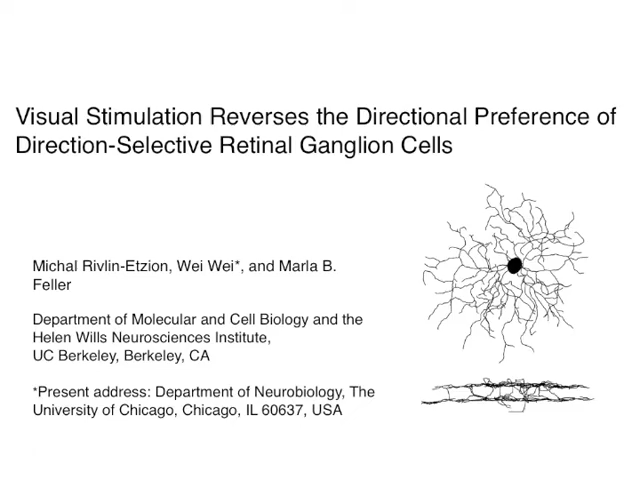 Visual Stimulation Reverses the Directional Preference of
Direction-Selective Retinal Ganglion Cells
Michal Rivlin-Etzion, Wei Wei*, and Marla B.
Feller
Department of Molecular and Cell Biology and the
Helen Wills Neurosciences Institute,
UC Berkeley, Berkeley, CA
*Present address: Department of Neurobiology, The
University of Chicago, Chicago, IL 60637, USA